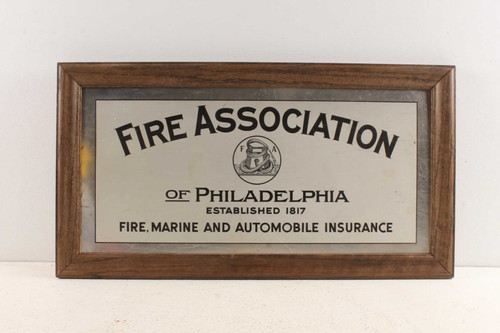 FIRE ASSOCIATION
F A
OF PHILADELPHIA
ESTABLISHED 1817
FIRE, MARINE AND AUTOMOBILE INSURANCE